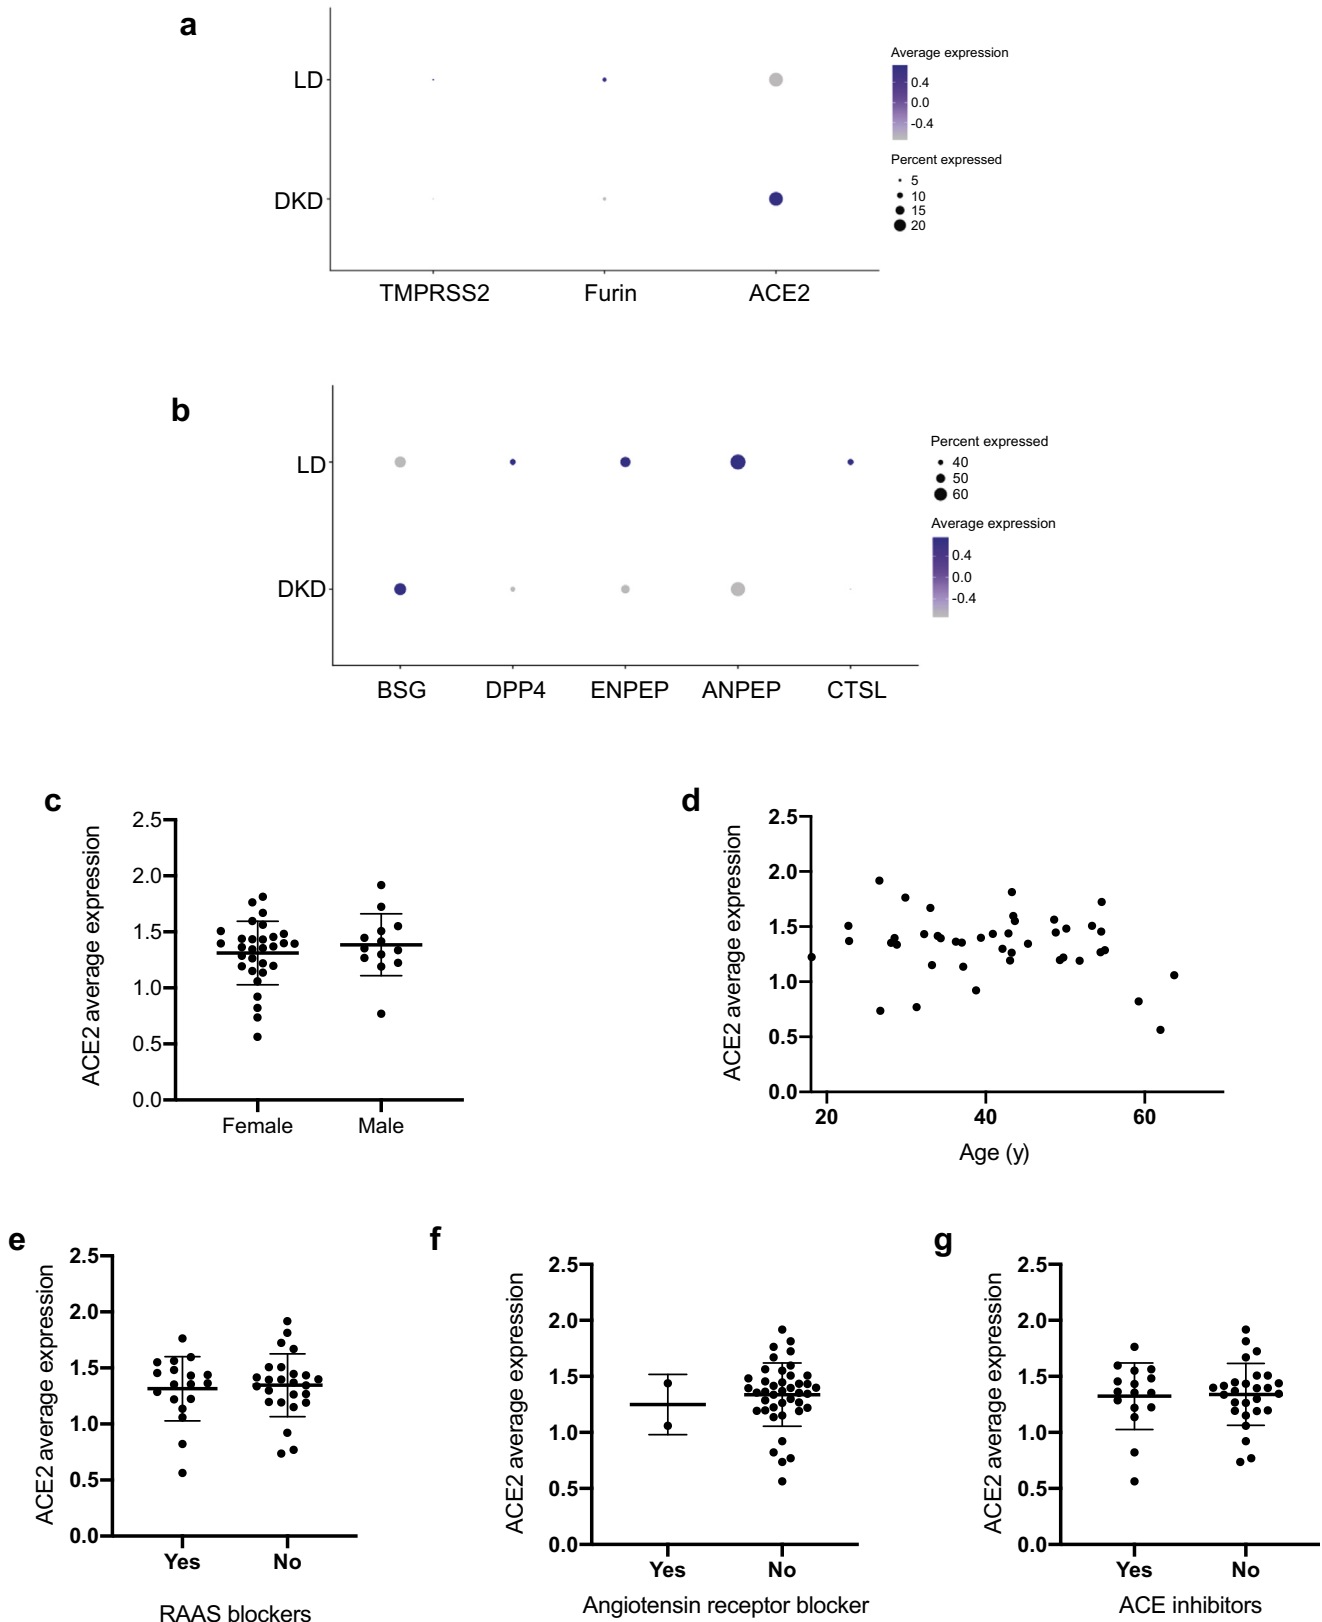 a
Average expression
0.4
0.0
-0.4
Percent expressed
5
10
15
20
LD
DKD
TMPRSS2 Furin ACE2
b
Percent expressed
40
50
60
Average expression
0.4
0.0
-0.4
LD
DKD
BSG DPP4 ENPEP ANPEP CTSL
c
ACE2 average expression
2.5
2.0
1.5
1.0
0.5
0.0
Female Male
d
ACE2 average expression
2.5
2.0
1.5
1.0
0.5
0.0
20 40 60
Age (y)
e
ACE2 average expression
2.5
2.0
1.5
1.0
0.5
0.0
Yes No
RAAS blockers
f
ACE2 average expression
2.5
2.0
1.5
1.0
0.5
0.0
Yes No
Angiotensin receptor blocker
g
ACE2 average expression
2.5
2.0
1.5
1.0
0.5
0.0
Yes No
ACE inhibitors